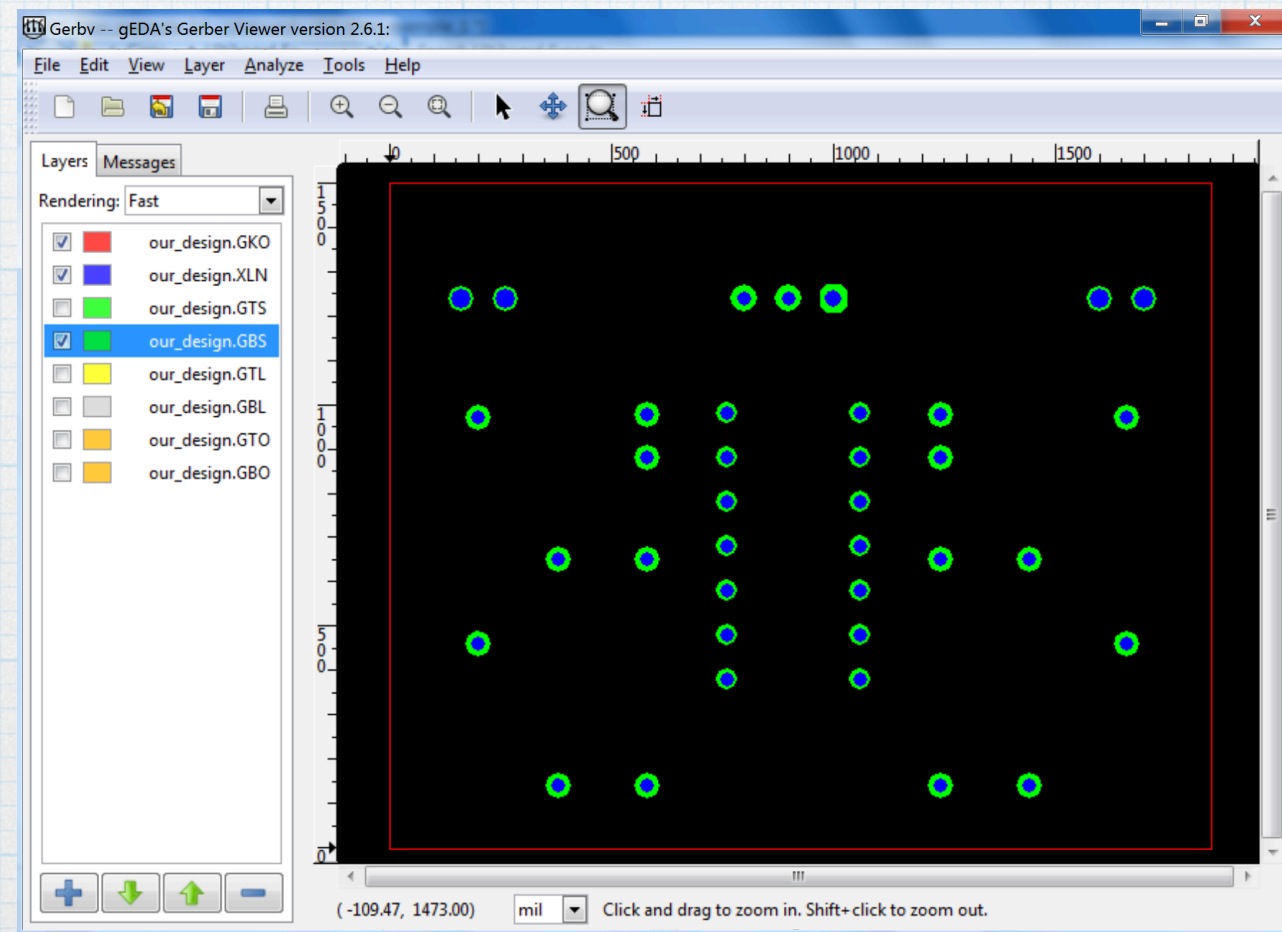 Gerbv -- gEDA's Gerber Viewer version 2.6.1:
File Edit View Layer Analyze Tools Help
Layers Messages
Rendering: Fast
our_design.GKO
our_design.XLN
our_design.GTS
our_design.GBS
our_design.GTL
our_design.GBL
our_design.GTO
our_design.GBO
0 500 1000 1500
1500
1000
500
0
( -109.47, 1473.00) mil Click and drag to zoom in. Shift+click to zoom out.